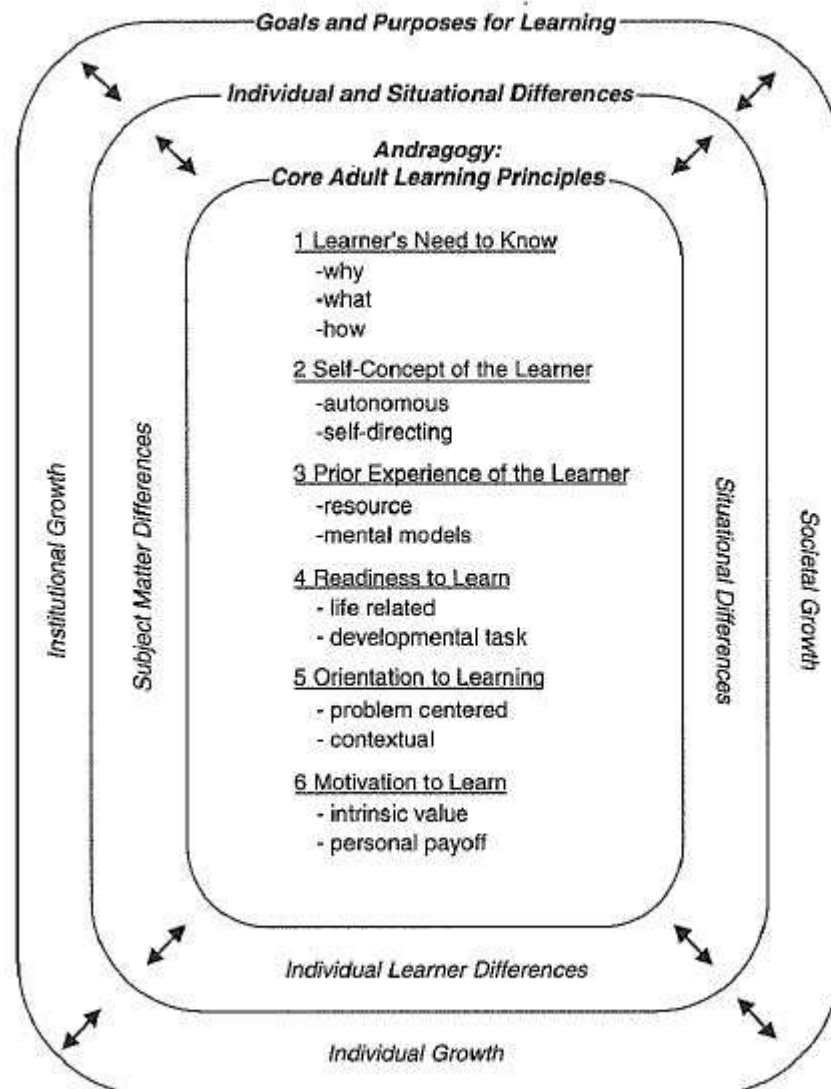 Goals and Purposes for Learning
Individual and Situational Differences
Andragogy:
Core Adult Learning Principles
1 Learner's Need to Know
-why
-what
-how
2 Self-Concept of the Learner
-autonomous
-self-directing
3 Prior Experience of the Learner
-resource
-mental models
4 Readiness to Learn
- life related
- developmental task
5 Orientation to Learning
- problem centered
- contextual
6 Motivation to Learn
- intrinsic value
- personal payoff
Institutional Growth
Subject Matter Differences
Situational Differences
Societal Growth
Individual Learner Differences
Individual Growth